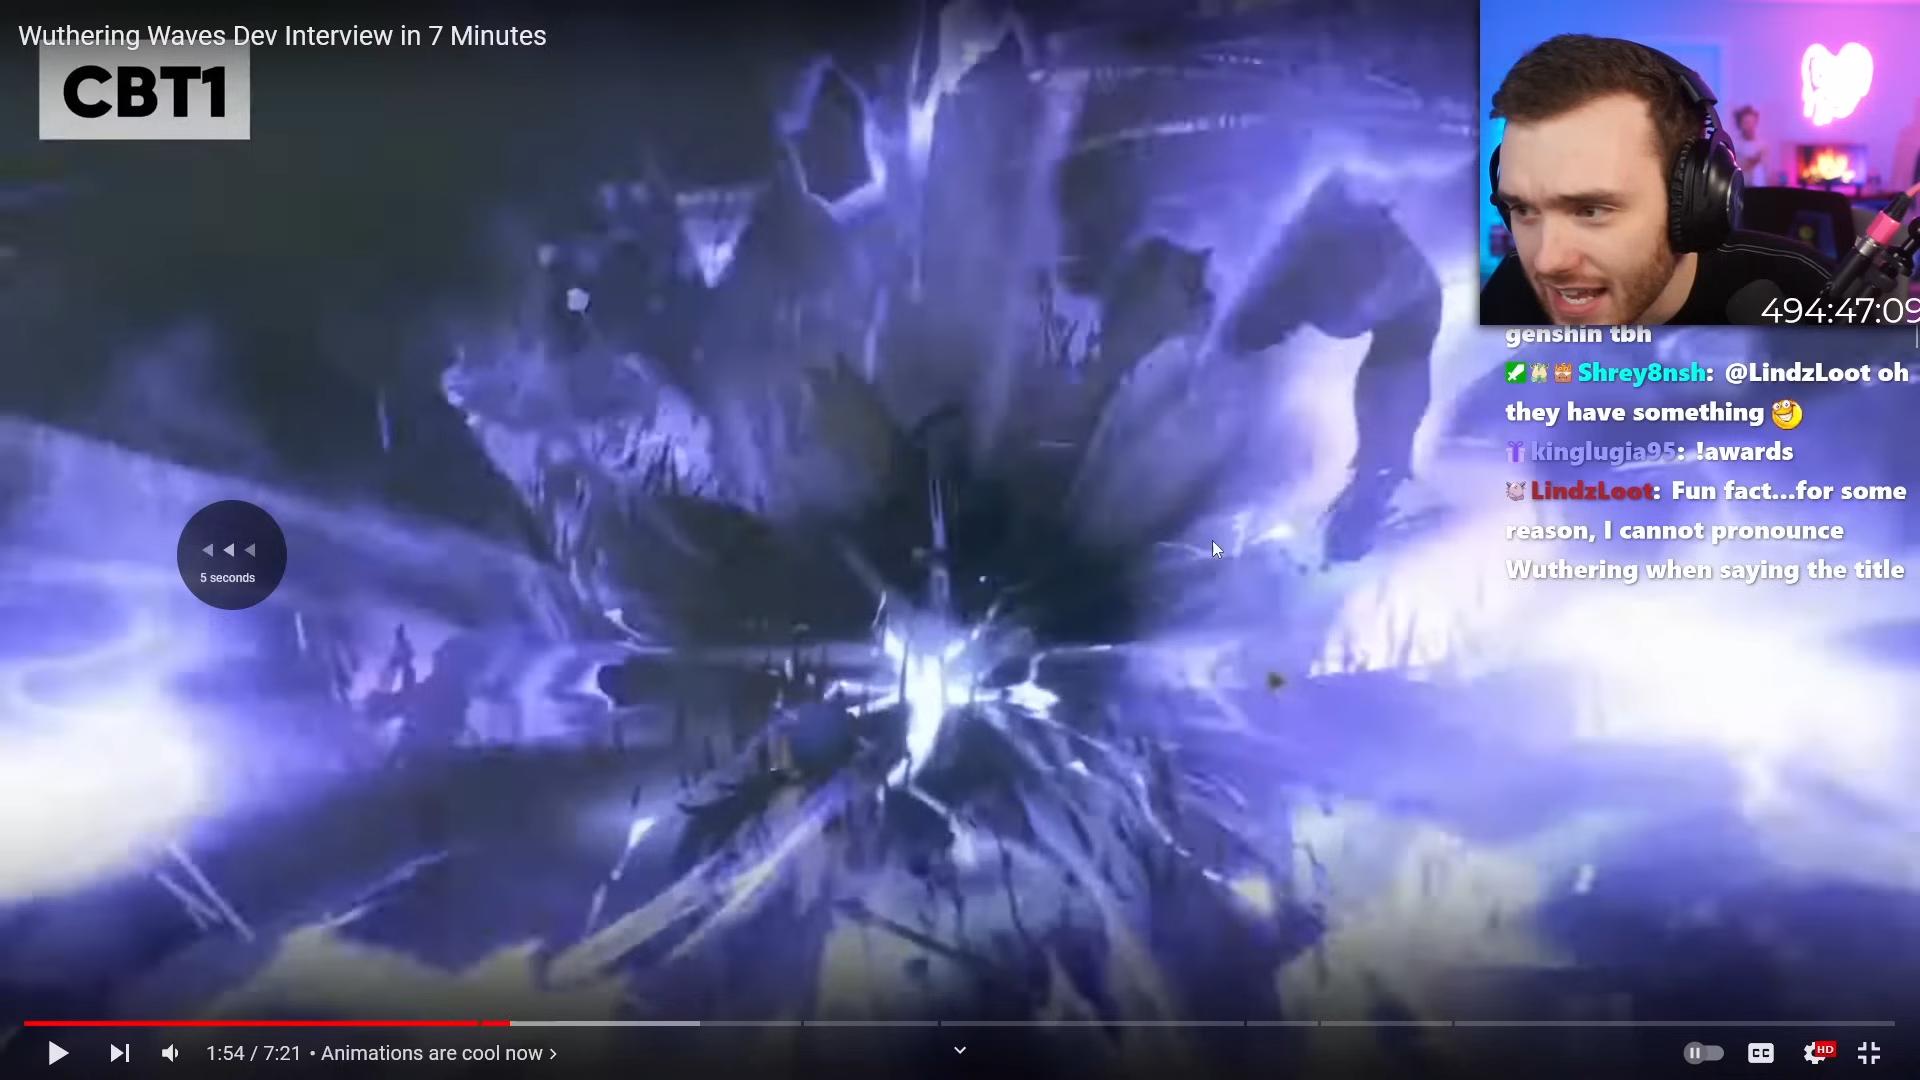 Wuthering Waves Dev Interview in 7 Minutes
CBT1
494:47:09
genshin tbh
Shrey8nsh: @LindzLoot oh
they have something
kinglugia95: !awards
LindzLoot: Fun fact...for some
reason, I cannot pronounce
Wuthering when saying the title
5 seconds
1:54 / 7:21 • Animations are cool now ›
CC
HD